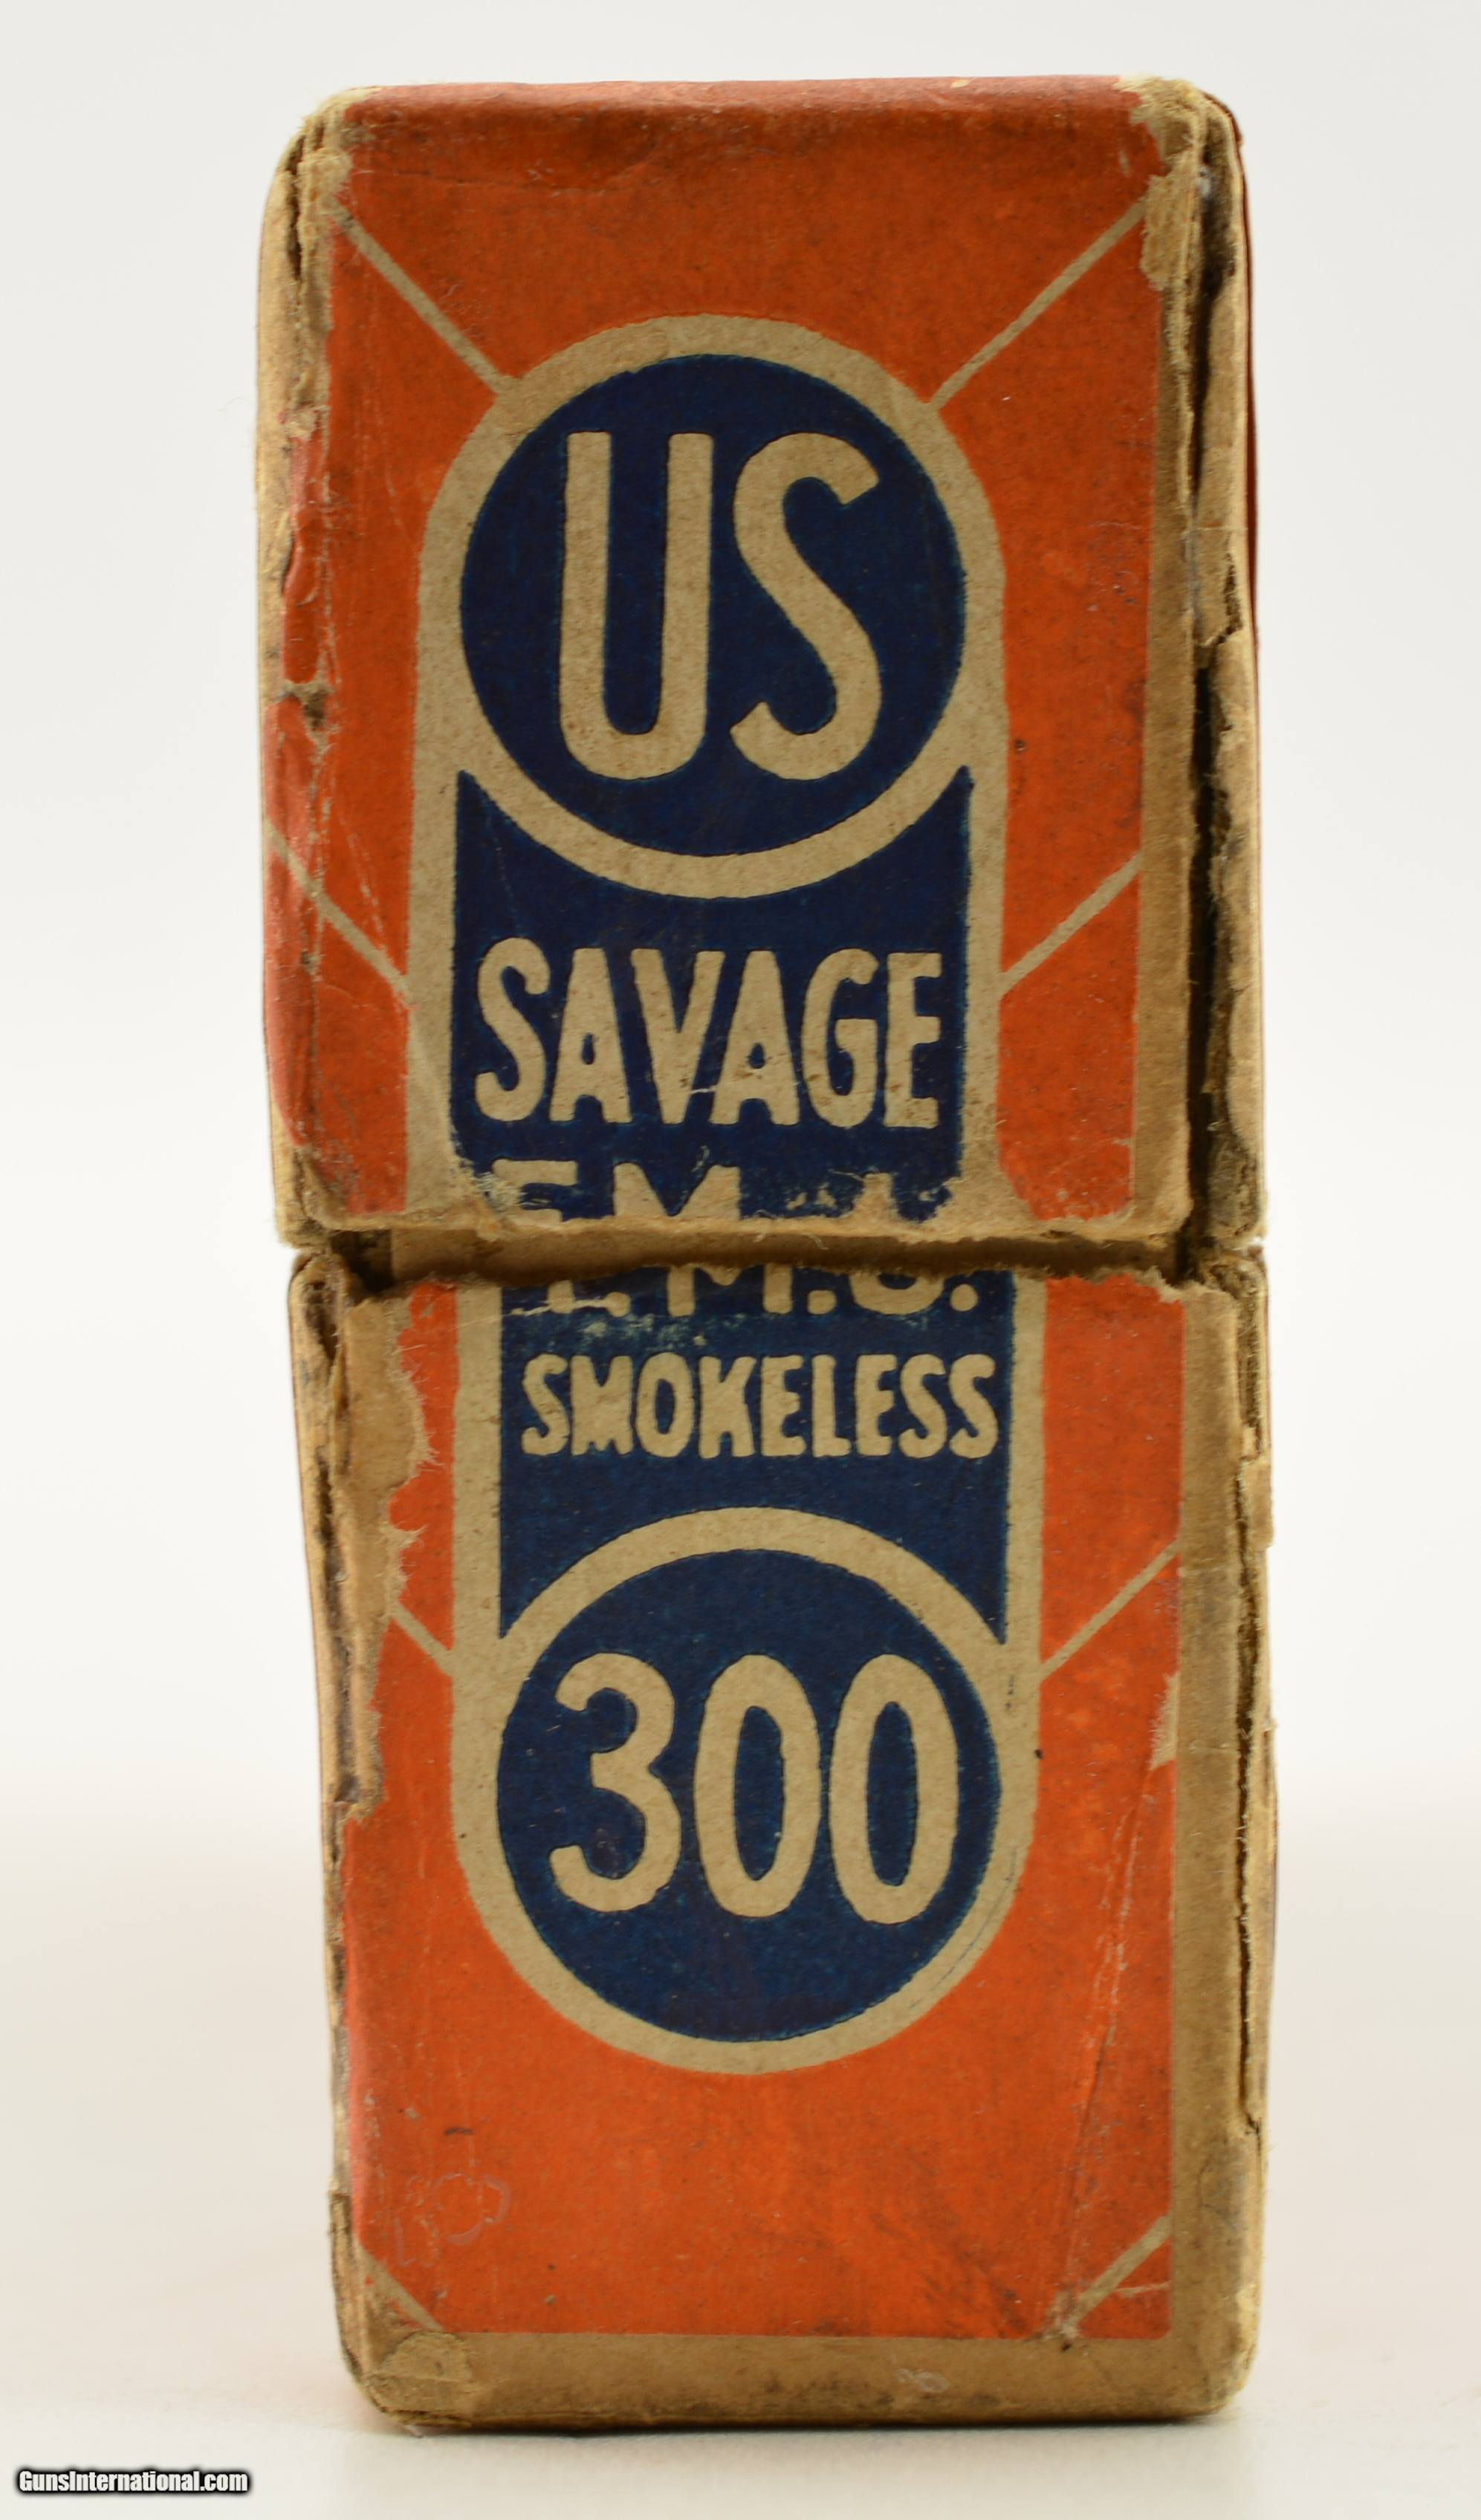 US
SAVAGE
SMOKELESS
300
GunsInternational.com